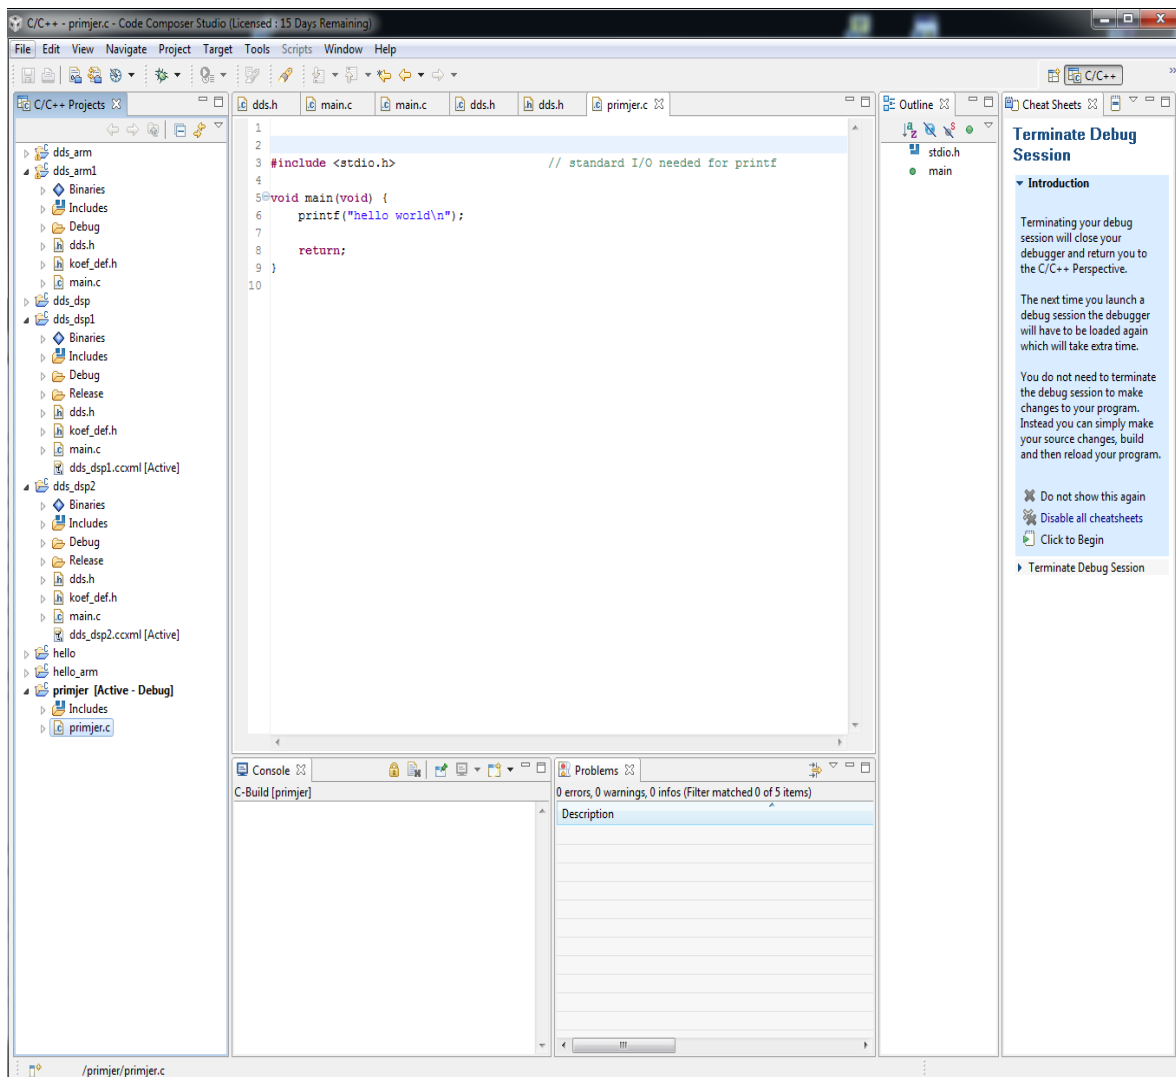 C/C++ - primjer.c - Code Composer Studio (Licensed : 15 Days Remaining)
File Edit View Navigate Project Target Tools Scripts Window Help
C/C++
C/C++ Projects
dds_arm
dds_arm1
Binaries
Includes
Debug
dds.h
koef_def.h
main.c
dds_dsp
dds_dsp1
Binaries
Includes
Debug
Release
dds.h
koef_def.h
main.c
dds_dsp1.ccxml [Active]
dds_dsp2
Binaries
Includes
Debug
Release
dds.h
koef_def.h
main.c
dds_dsp2.ccxml [Active]
hello
hello_arm
primjer [Active - Debug]
Includes
primjer.c
dds.h main.c main.c dds.h dds.h primjer.c
1
2
3 #include <stdio.h> // standard I/O needed for printf
4
5 void main(void) {
6 printf("hello world\n");
7
8 return;
9 }
10
Outline
stdio.h
main
Cheat Sheets
Terminate Debug
Session
Introduction
Terminating your debug
session will close your
debugger and return you to
the C/C++ Perspective.
The next time you launch a
debug session the debugger
will have to be loaded again
which will take extra time.
You do not need to terminate
the debug session to make
changes to your program.
Instead you can simply make
your source changes, build
and then reload your program.
Do not show this again
Disable all cheatsheets
Click to Begin
Terminate Debug Session
Console
C-Build [primjer]
Problems
0 errors, 0 warnings, 0 infos (Filter matched 0 of 5 items)
Description
/primjer/primjer.c